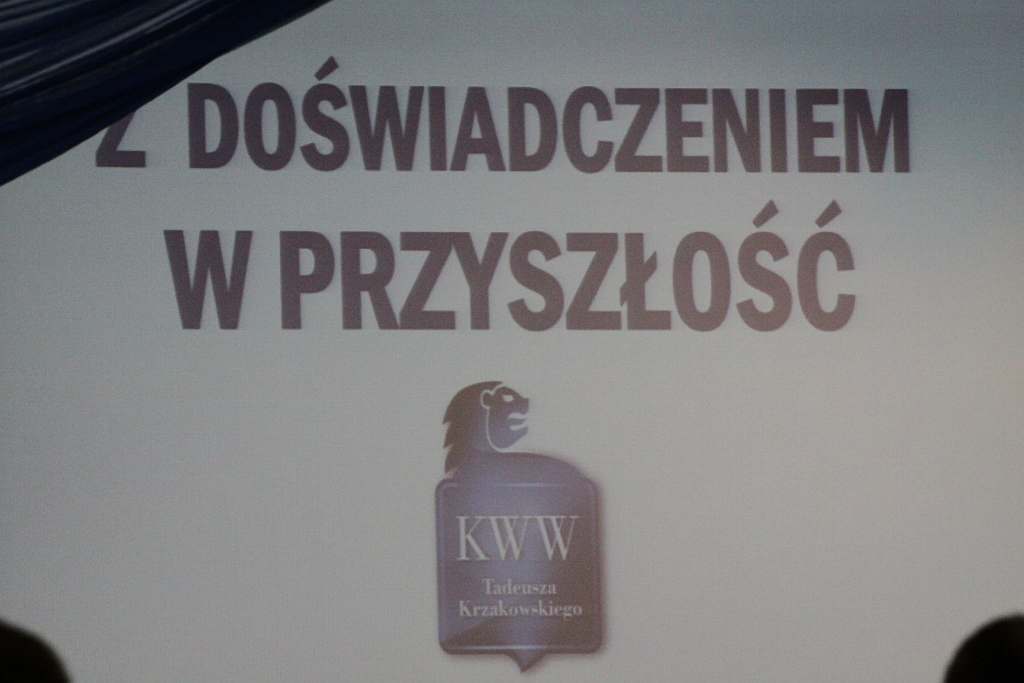 Z DOŚWIADCZENIEM
W PRZYSZŁOŚĆ
KWW
Tadeusza
Krzakowskiego